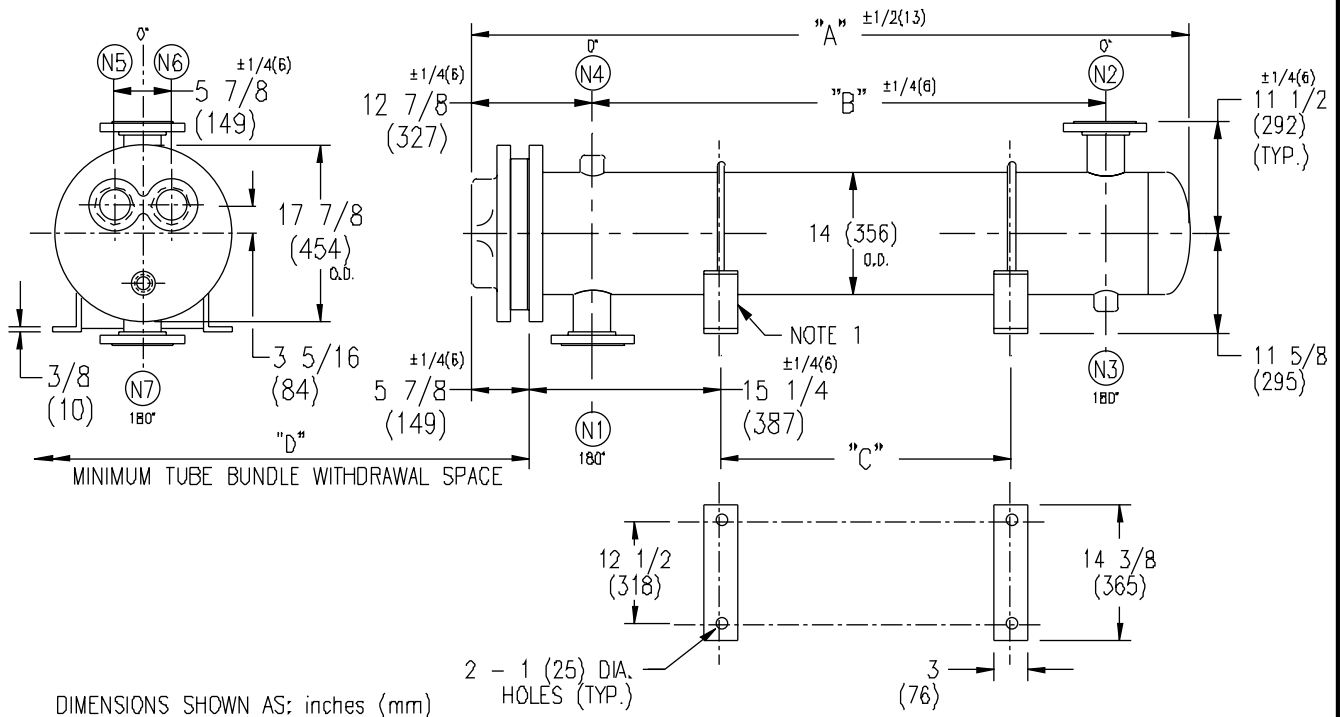 "A" ±1/2(13)
0°
N5 N6
±1/4(6)
5 7/8
(149)
±1/4(6)
12 7/8
(327)
0°
N4
"B" ±1/4(6)
0°
N2
±1/4(6)
11 1/2
(292)
(TYP.)
17 7/8
(454)
O.D.
14 (356)
O.D.
NOTE 1
3/8
(10)
N7
180°
3 5/16
(84)
±1/4(6)
5 7/8
(149)
N1
180°
±1/4(6)
15 1/4
(387)
N3
180°
11 5/8
(295)
"D"
MINIMUM TUBE BUNDLE WITHDRAWAL SPACE
"C"
12 1/2
(318)
14 3/8
(365)
2 - 1 (25) DIA.
HOLES (TYP.)
3
(76)
DIMENSIONS SHOWN AS: inches (mm)